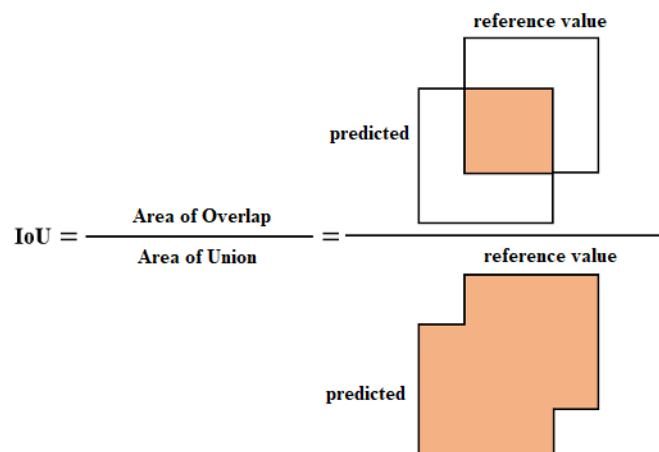 reference value
predicted
IoU = Area of Overlap / Area of Union =
reference value
predicted